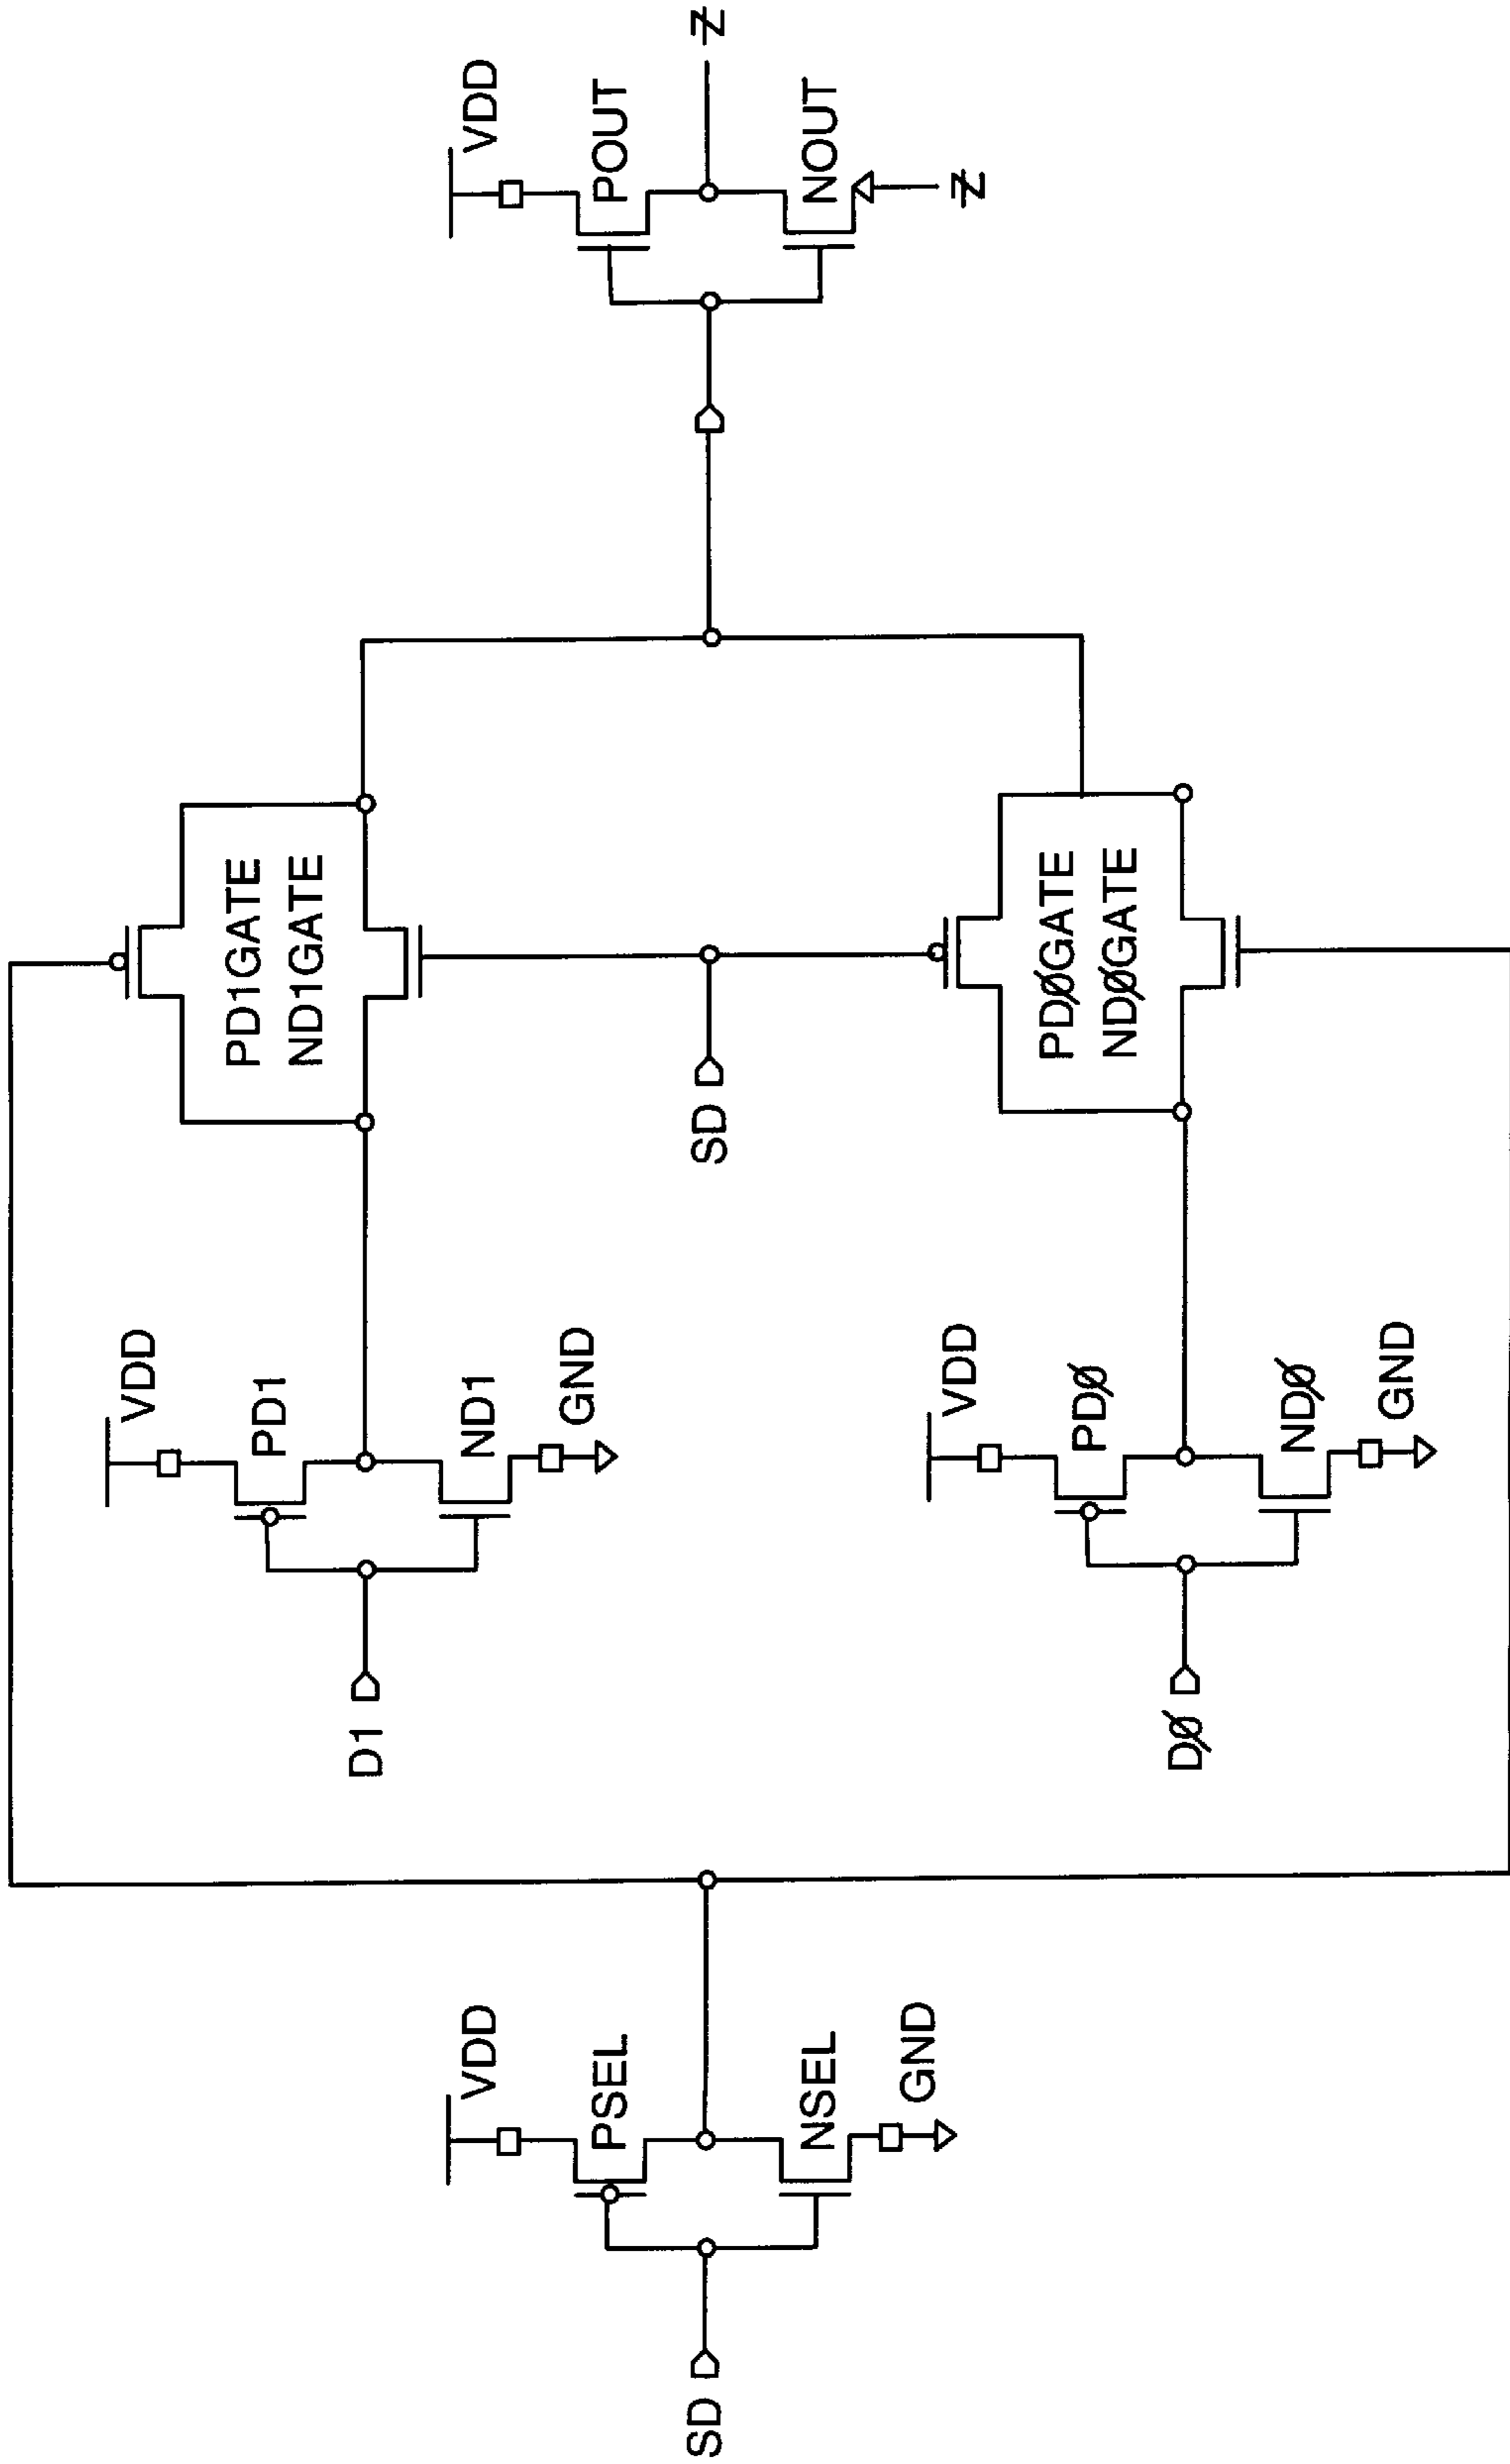 VDD
PD1GATE
PD1
ND1GATE
D1
ND1
VDD
VDD
GND
PSEL
POUT
SD
SD
Ƶ
NSEL
NOUT
GND
VDD
Ƶ
PDØGATE
PDØ
NDØGATE
DØ
NDØ
GND